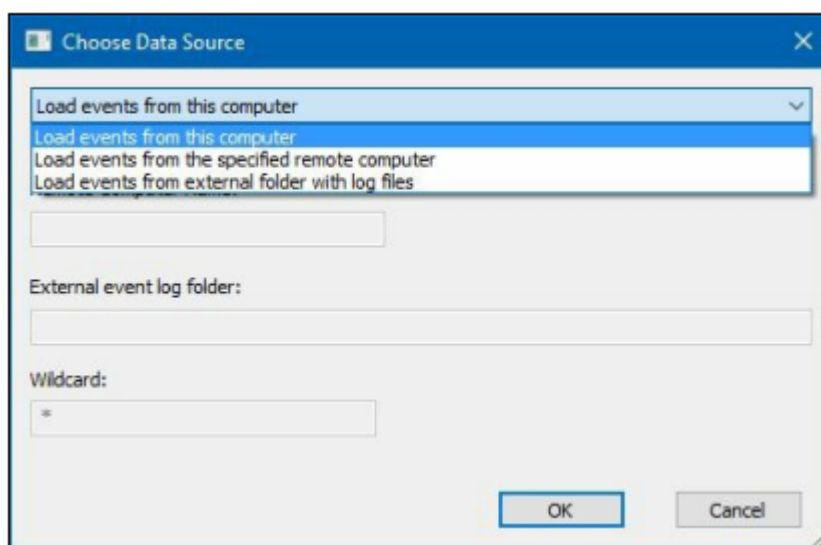 Choose Data Source
Load events from this computer
Load events from this computer
Load events from the specified remote computer
Load events from external folder with log files
External event log folder:
Wildcard:
*
OK Cancel